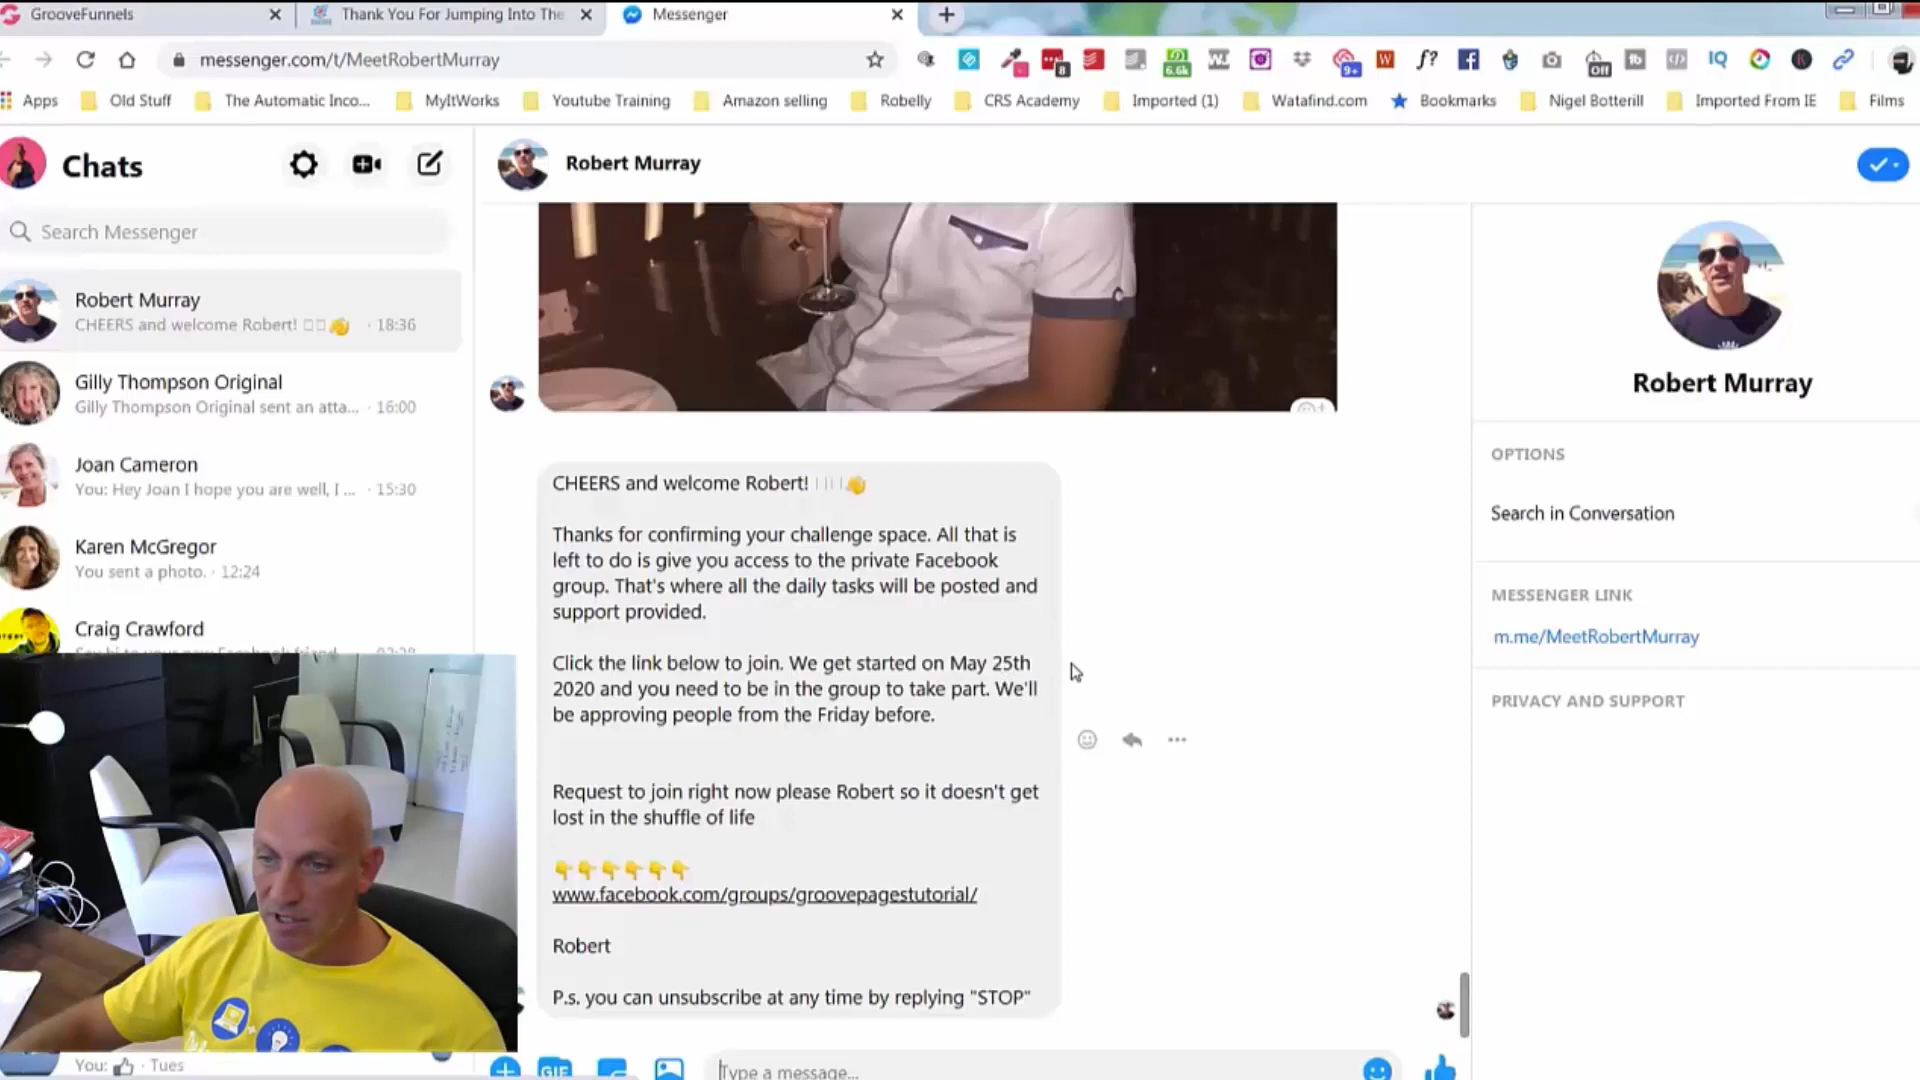 GrooveFunnels
Thank You For Jumping Into The
Messenger
messenger.com/t/MeetRobertMurray
8
6.6k
9+
W
f?
Off
IQ
K
Apps
Old Stuff
The Automatic Inco...
MyItWorks
Youtube Training
Amazon selling
Robelly
CRS Academy
Imported (1)
Watafind.com
Bookmarks
Nigel Botterill
Imported From IE
Films
Chats
Search Messenger
Robert Murray
CHEERS and welcome Robert! 👋 · 18:36
Gilly Thompson Original
Gilly Thompson Original sent an atta... · 16:00
Joan Cameron
You: Hey Joan I hope you are well, I ... · 15:30
Karen McGregor
You sent a photo. · 12:24
Craig Crawford
You: 👍 · Tues
Robert Murray
CHEERS and welcome Robert! 👋
Thanks for confirming your challenge space. All that is
left to do is give you access to the private Facebook
group. That's where all the daily tasks will be posted and
support provided.
Click the link below to join. We get started on May 25th
2020 and you need to be in the group to take part. We'll
be approving people from the Friday before.
Request to join right now please Robert so it doesn't get
lost in the shuffle of life
👇👇👇👇👇👇
www.facebook.com/groups/groovepagestutorial/
Robert
P.s. you can unsubscribe at any time by replying "STOP"
GIF
Type a message...
Robert Murray
OPTIONS
Search in Conversation
MESSENGER LINK
m.me/MeetRobertMurray
PRIVACY AND SUPPORT